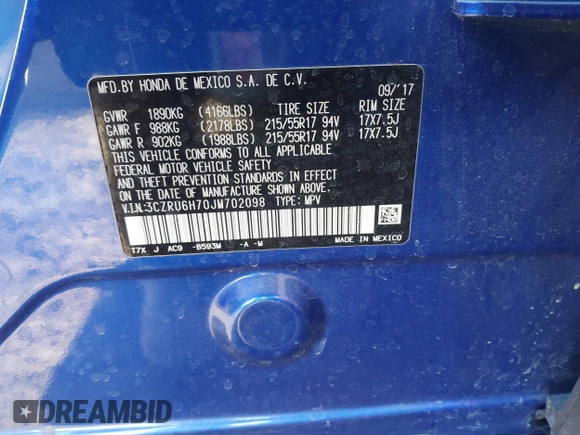 MFD.BY HONDA DE MEXICO S.A. DE C.V. 09/'17
GVWR 1890KG (4166LBS) TIRE SIZE RIM SIZE
GAWR F 988KG (2178LBS) 215/55R17 94V 17X7.5J
GAWR R 902KG (1988LBS) 215/55R17 94V 17X7.5J
THIS VEHICLE CONFORMS TO ALL APPLICABLE
FEDERAL MOTOR VEHICLE SAFETY
AND THEFT PREVENTION STANDARDS IN EFFECT
ON THE DATE OF MANUFACTURE SHOWN ABOVE.
V.I.N:3CZRU6H70JM702098 TYPE: MPV
T7X J AC9 -B593M -A -M MADE IN MEXICO
DREAMBID